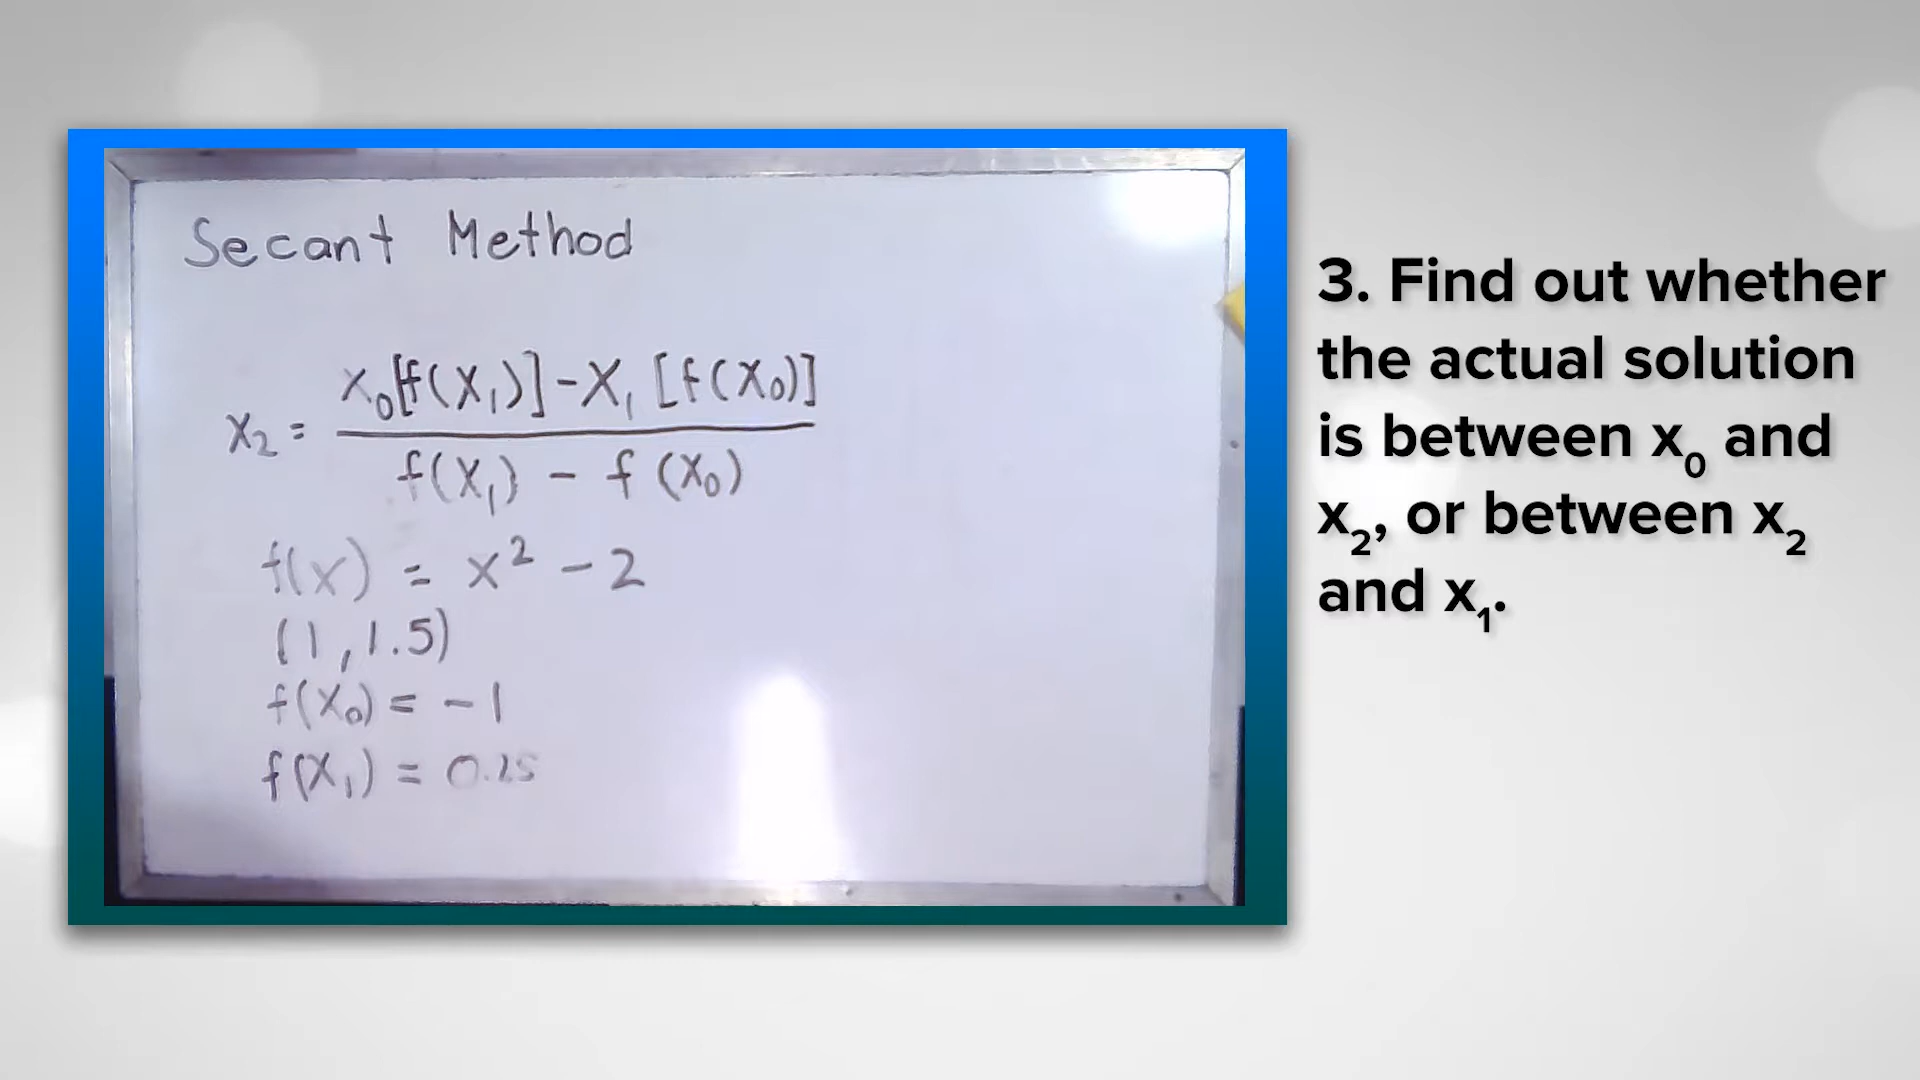 Secant Method
x₂ = x₀[f(x₁)] - x₁[f(x₀)]
f(x₁) - f(x₀)
f(x) = x² - 2
(1, 1.5)
f(x₀) = -1
f(x₁) = 0.25
3. Find out whether
the actual solution
is between x₀ and
x₂, or between x₂
and x₁.